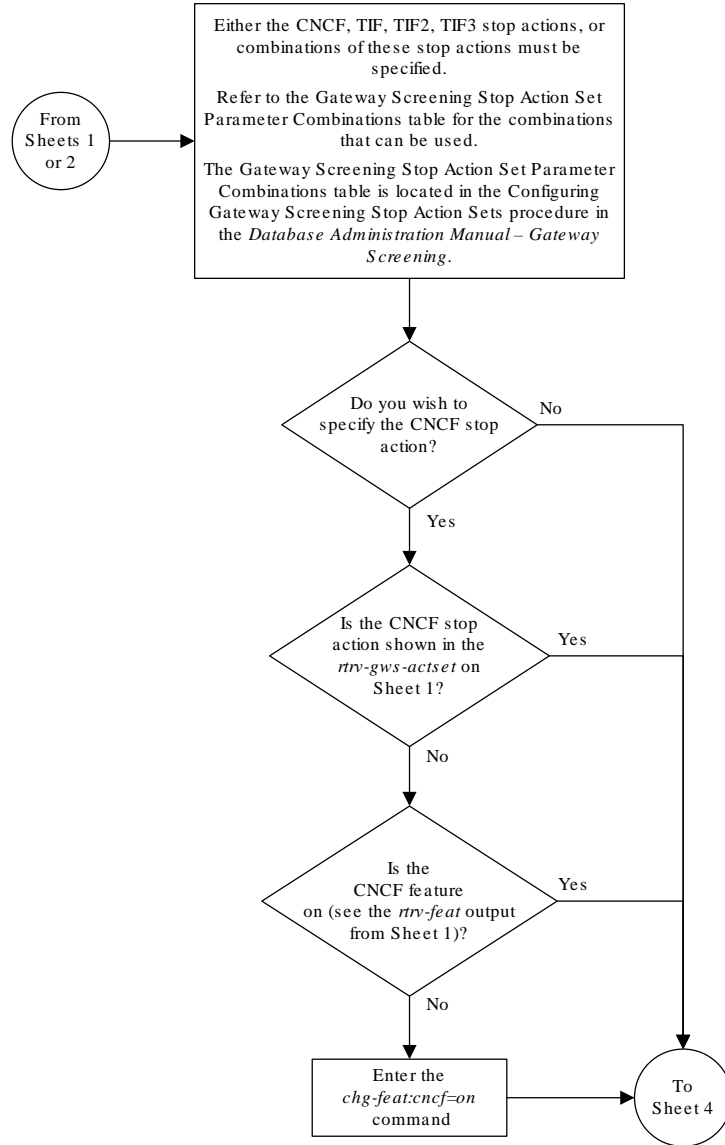 Either the CNCF, TIF, TIF2, TIF3 stop actions, or
combinations of these stop actions must be
specified.
Refer to the Gateway Screening Stop Action Set
Parameter Combinations table for the combinations
that can be used.
The Gateway Screening Stop Action Set Parameter
Combinations table is located in the Configuring
Gateway Screening Stop Action Sets procedure in
the Database Administration Manual – Gateway
Screening.
From
Sheets 1
or 2
Do you wish to
specify the CNCF stop
action?
No
Yes
Is the CNCF stop
action shown in the
rtrv-gws-actset on
Sheet 1?
Yes
No
Is the
CNCF feature
on (see the rtrv-feat output
from Sheet 1)?
Yes
No
Enter the
chg-feat:cncf=on
command
To
Sheet 4